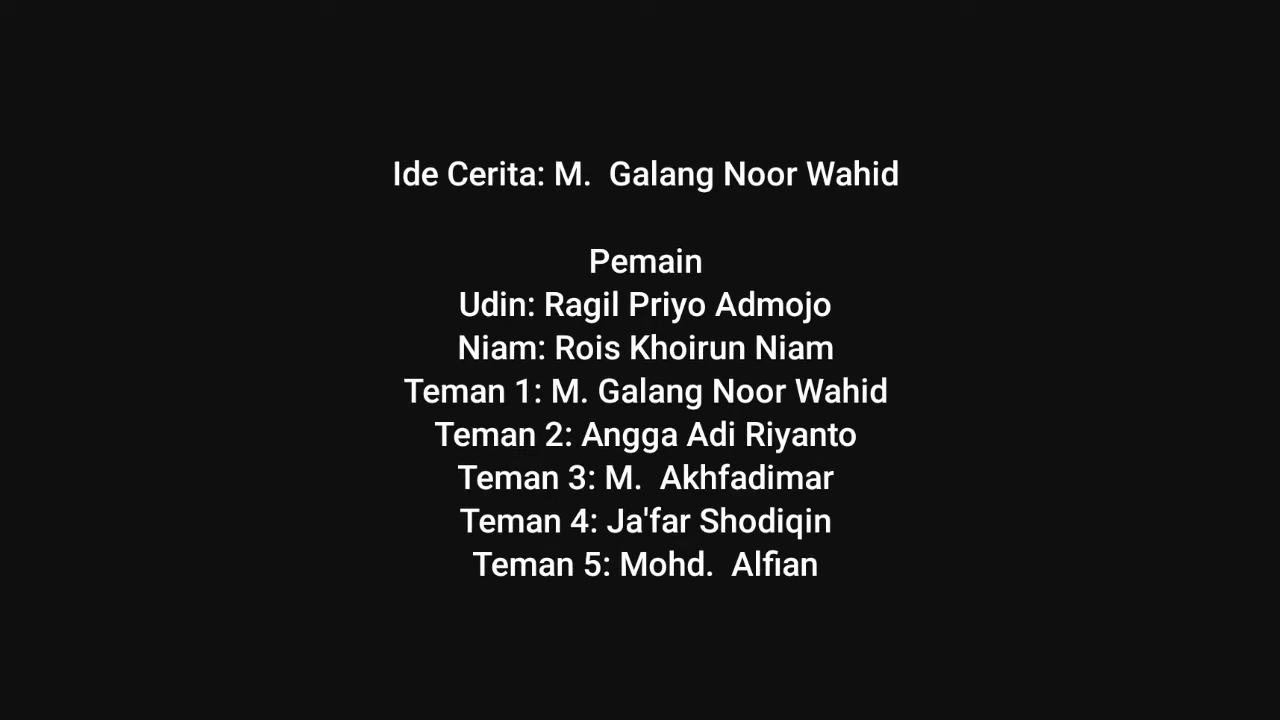 Ide Cerita: M.  Galang Noor Wahid
Pemain
Udin: Ragil Priyo Admojo
Niam: Rois Khoirun Niam
Teman 1: M. Galang Noor Wahid
Teman 2: Angga Adi Riyanto
Teman 3: M.  Akhfadimar
Teman 4: Ja'far Shodiqin
Teman 5: Mohd.  Alfian